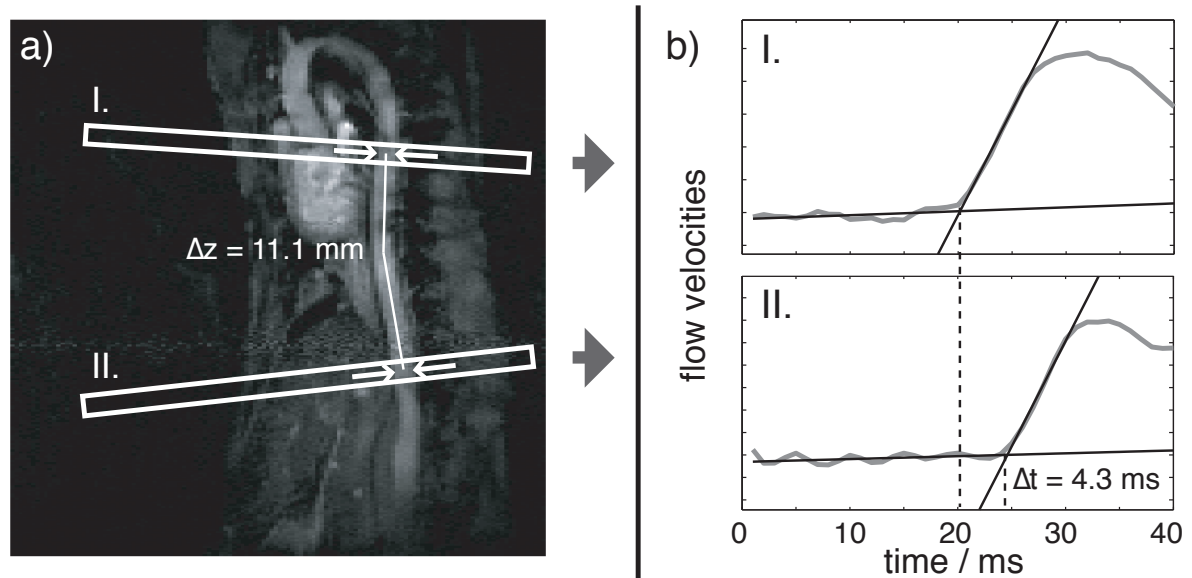 a)
I.
Δz = 11.1 mm
II.
b)
I.
flow velocities
II.
Δt = 4.3 ms
0 10 20 30 40
time / ms